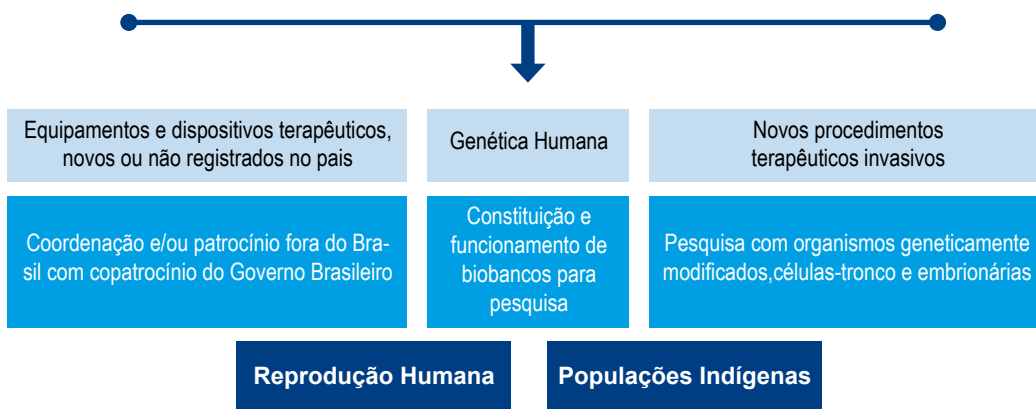 Equipamentos e dispositivos terapêuticos,
novos ou não registrados no pais
Genética Humana
Novos procedimentos
terapêuticos invasivos
Coordenação e/ou patrocínio fora do Bra-
sil com copatrocínio do Governo Brasileiro
Constituição e
funcionamento de
biobancos para
pesquisa
Pesquisa com organismos geneticamente
modificados,células-tronco e embrionárias
Reprodução Humana
Populações Indígenas